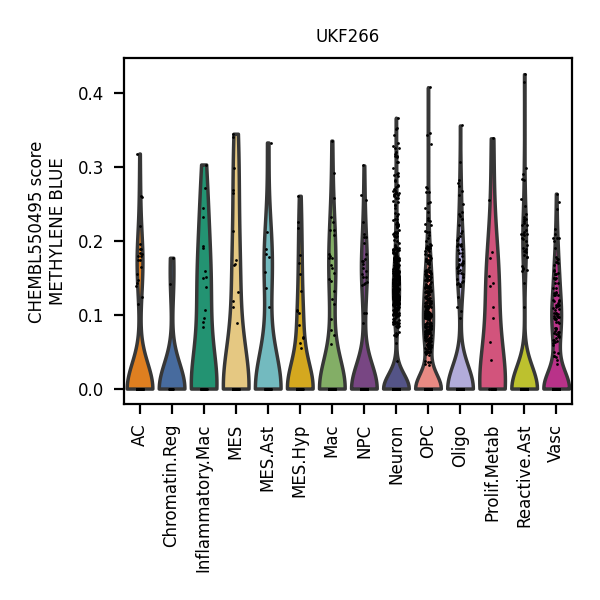 UKF266
CHEMBL550495 score
METHYLENE BLUE
0.4
0.3
0.2
0.1
0.0
AC
Chromatin.Reg
Inflammatory.Mac
MES
MES.Ast
MES.Hyp
Mac
NPC
Neuron
OPC
Oligo
Prolif.Metab
Reactive.Ast
Vasc